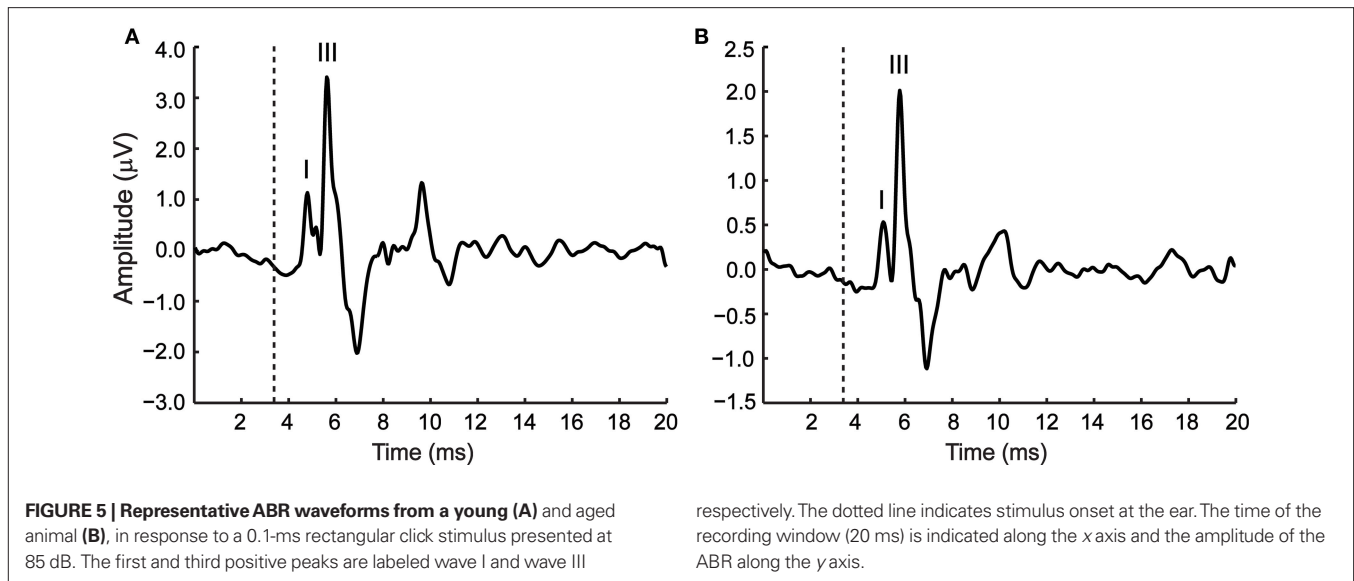 A
4.0
3.0
2.0
1.0
0.0
−1.0
−2.0
−3.0
Amplitude (μV)
I
III
2 4 6 8 10 12 14 16 18 20
Time (ms)
B
2.5
2.0
1.5
1.0
0.5
0.0
−0.5
−1.0
−1.5
I
III
2 4 6 8 10 12 14 16 18 20
Time (ms)
FIGURE 5 | Representative ABR waveforms from a young (A) and aged
animal (B), in response to a 0.1-ms rectangular click stimulus presented at
85 dB. The first and third positive peaks are labeled wave I and wave III
respectively. The dotted line indicates stimulus onset at the ear. The time of the
recording window (20 ms) is indicated along the x axis and the amplitude of the
ABR along the y axis.